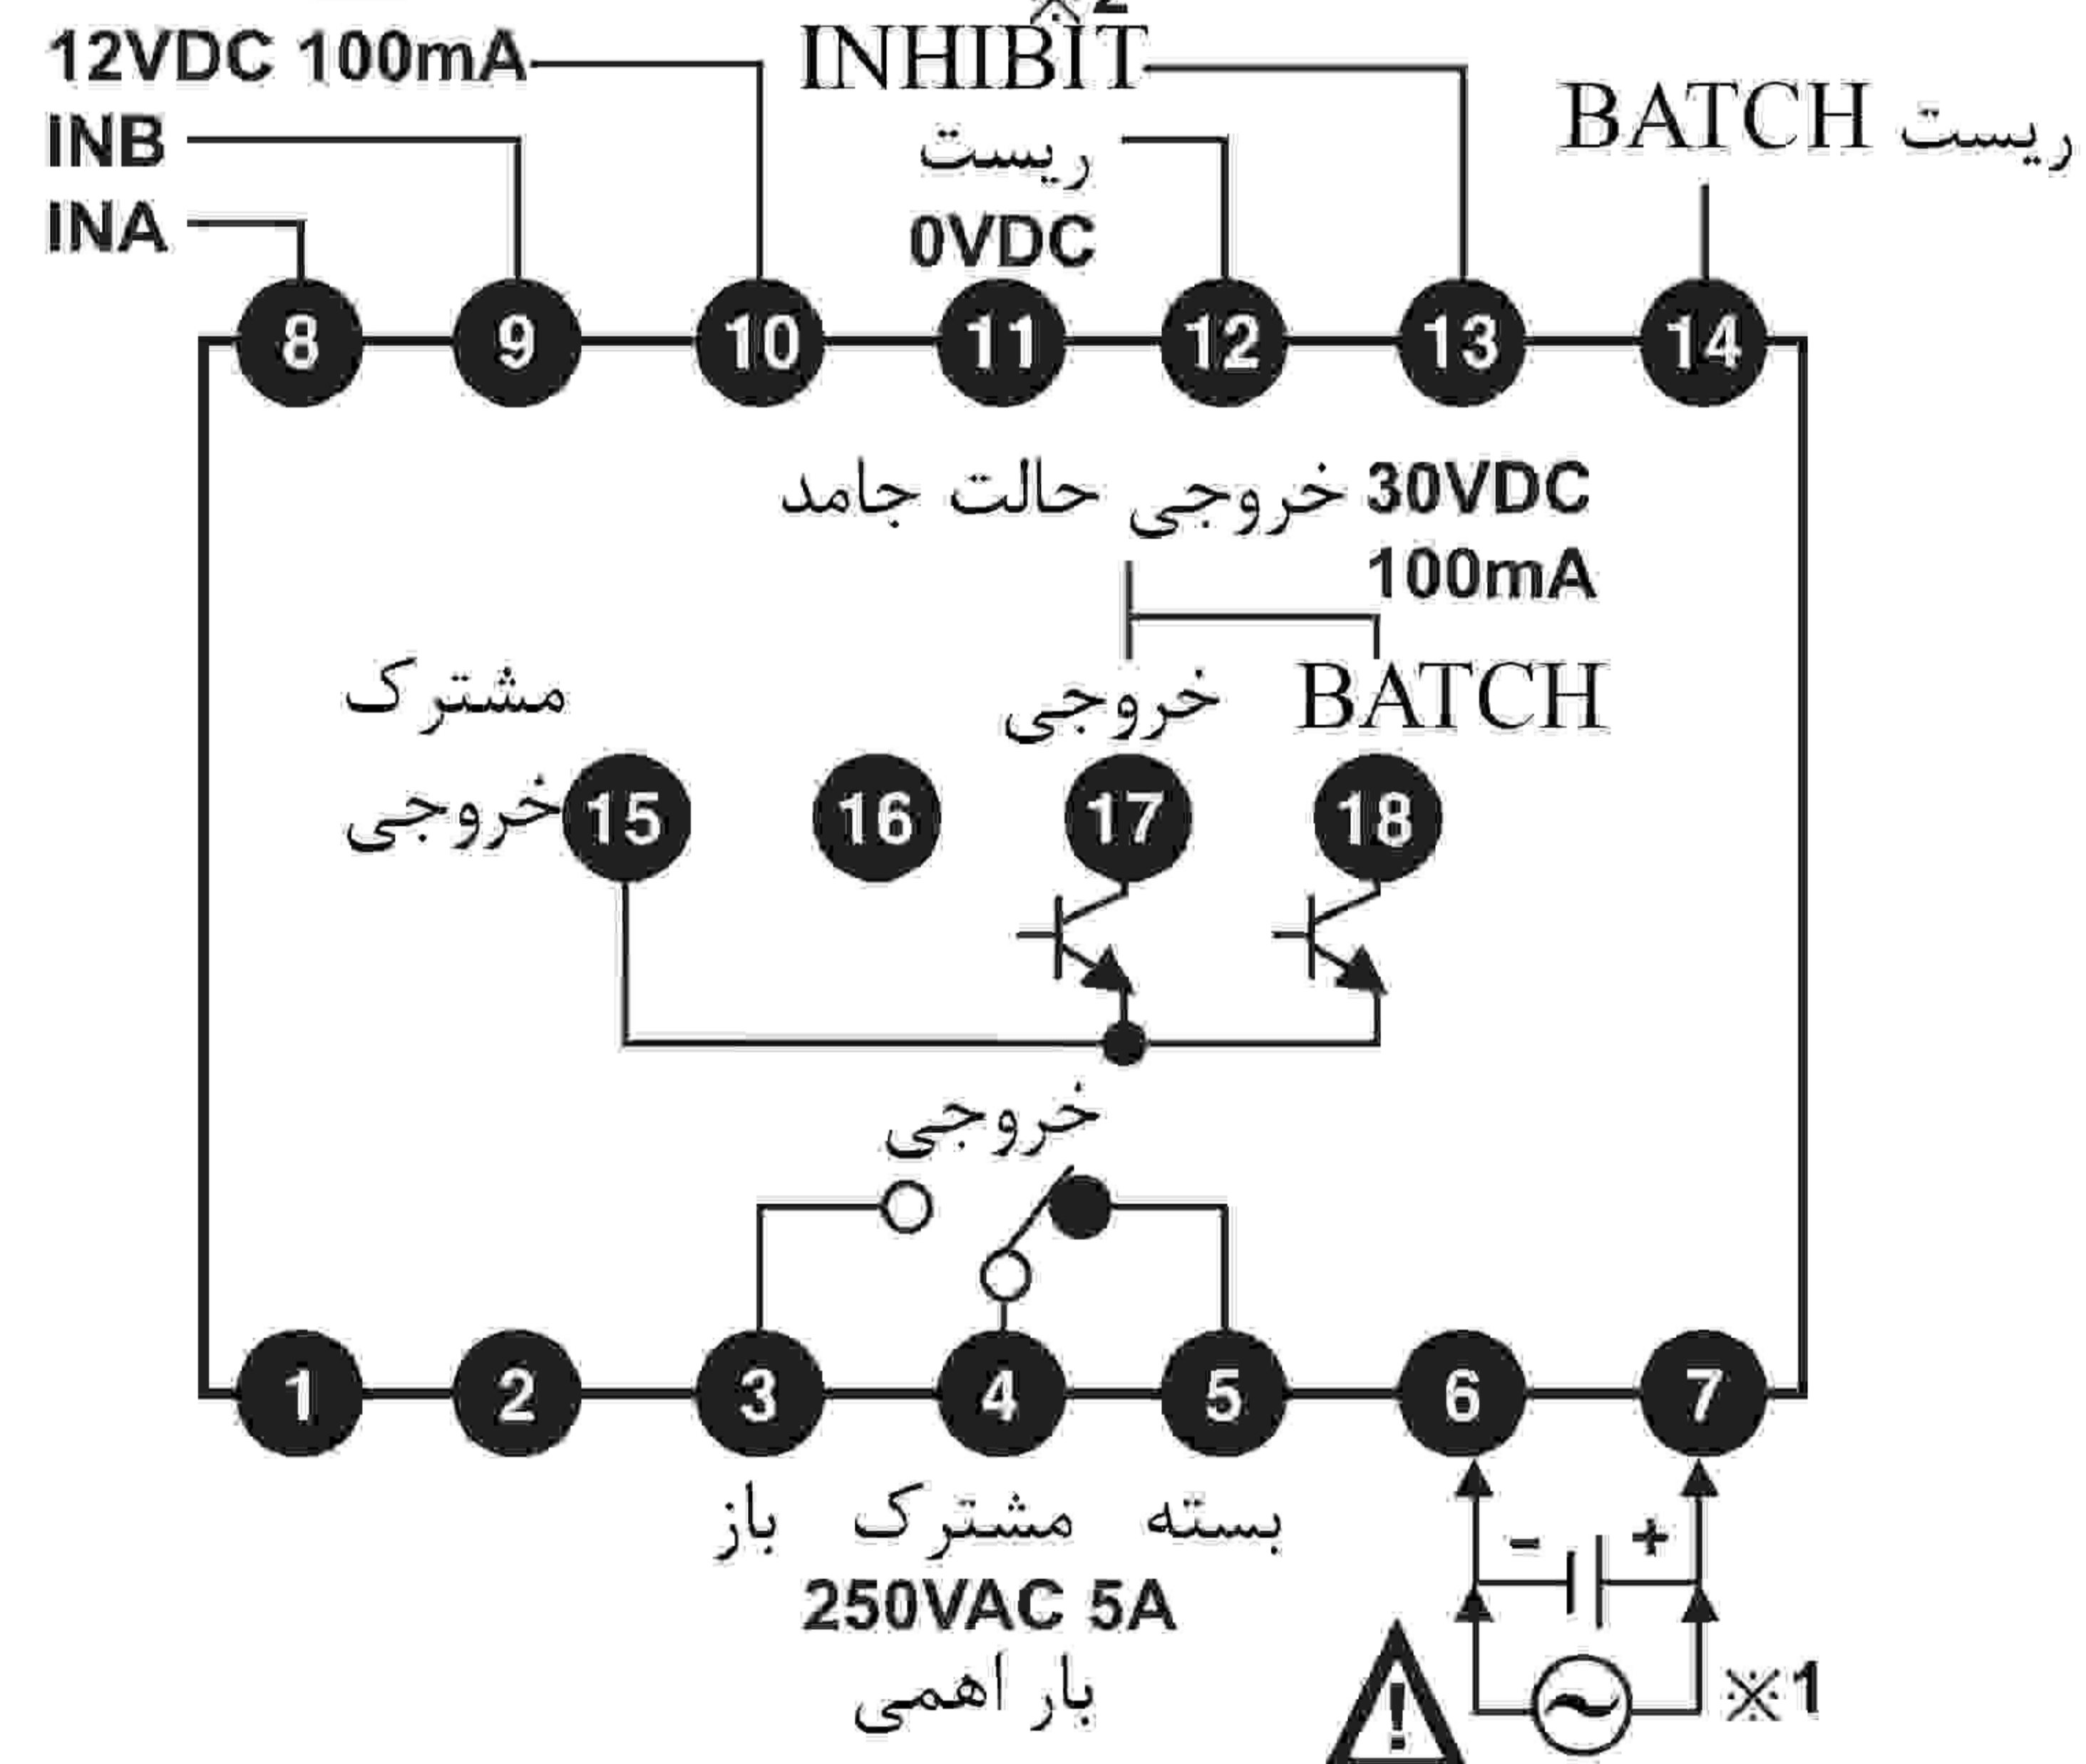 ※2
12VDC 100mA
INHIBIT
ریست BATCH
INB
ریست
INA
0VDC
8 9 10 11 12 13 14
خروجی حالت جامد 30VDC
100mA
مشترک
خروجی
BATCH
خروجی
15 16 17 18
خروجی
1 2 3 4 5 6 7
باز مشترک بسته
- +
250VAC 5A
بار اهمی
※1
!